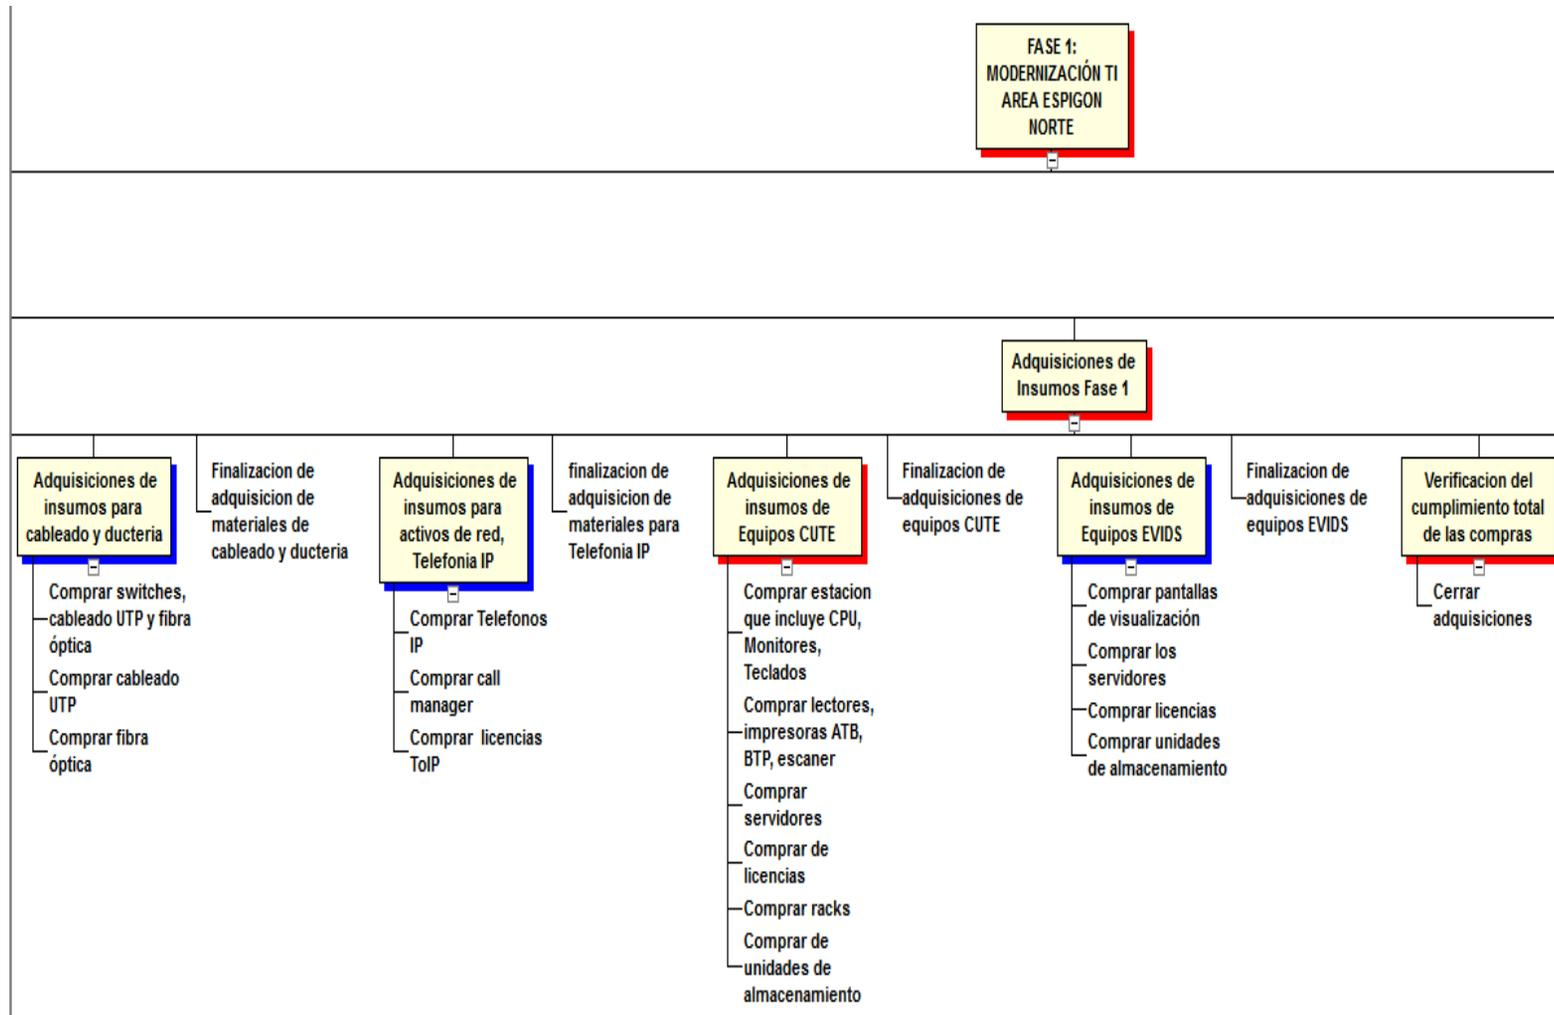 FASE 1:
MODERNIZACIÓN TI
AREA ESPIGON
NORTE
Adquisiciones de
Insumos Fase 1
Adquisiciones de
insumos para
cableado y ducteria
Finalizacion de
adquisicion de
materiales de
cableado y ducteria
Adquisiciones de
insumos para
activos de red,
Telefonia IP
finalizacion de
adquisicion de
materiales para
Telefonia IP
Adquisiciones de
insumos de
Equipos CUTE
Finalizacion de
adquisiciones de
equipos CUTE
Adquisiciones de
insumos de
Equipos EVIDS
Finalizacion de
adquisiciones de
equipos EVIDS
Verificacion del
cumplimiento total
de las compras
Comprar switches,
cableado UTP y fibra
óptica
Comprar cableado
UTP
Comprar fibra
óptica
Comprar Telefonos
IP
Comprar call
manager
Comprar licencias
ToIP
Comprar estacion
que incluye CPU,
Monitores,
Teclados
Comprar lectores,
impresoras ATB,
BTP, escaner
Comprar
servidores
Comprar de
licencias
Comprar racks
Comprar de
unidades de
almacenamiento
Comprar pantallas
de visualización
Comprar los
servidores
Comprar licencias
Comprar unidades
de almacenamiento
Cerrar
adquisiciones